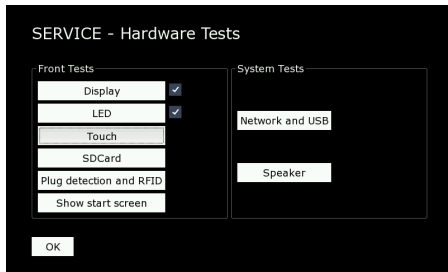 SERVICE - Hardware Tests
Front Tests
Display
LED
Touch
SDCard
Plug detection and RFID
Show start screen
System Tests
Network and USB
Speaker
OK